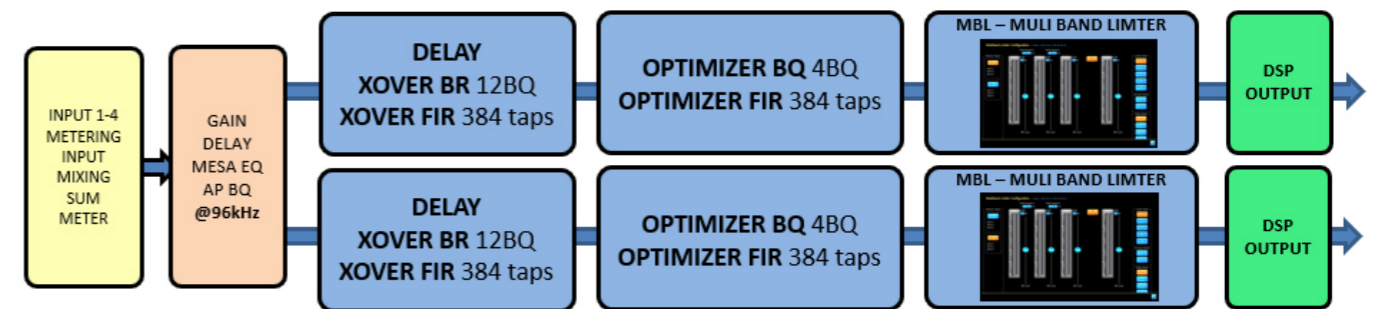 INPUT 1-4
METERING
INPUT
MIXING
SUM
METER
GAIN
DELAY
MESA EQ
AP BQ
@96kHz
DELAY
XOVER BR 12BQ
XOVER FIR 384 taps
OPTIMIZER BQ 4BQ
OPTIMIZER FIR 384 taps
MBL – MULI BAND LIMTER
DSP
OUTPUT
DELAY
XOVER BR 12BQ
XOVER FIR 384 taps
OPTIMIZER BQ 4BQ
OPTIMIZER FIR 384 taps
MBL – MULI BAND LIMTER
DSP
OUTPUT